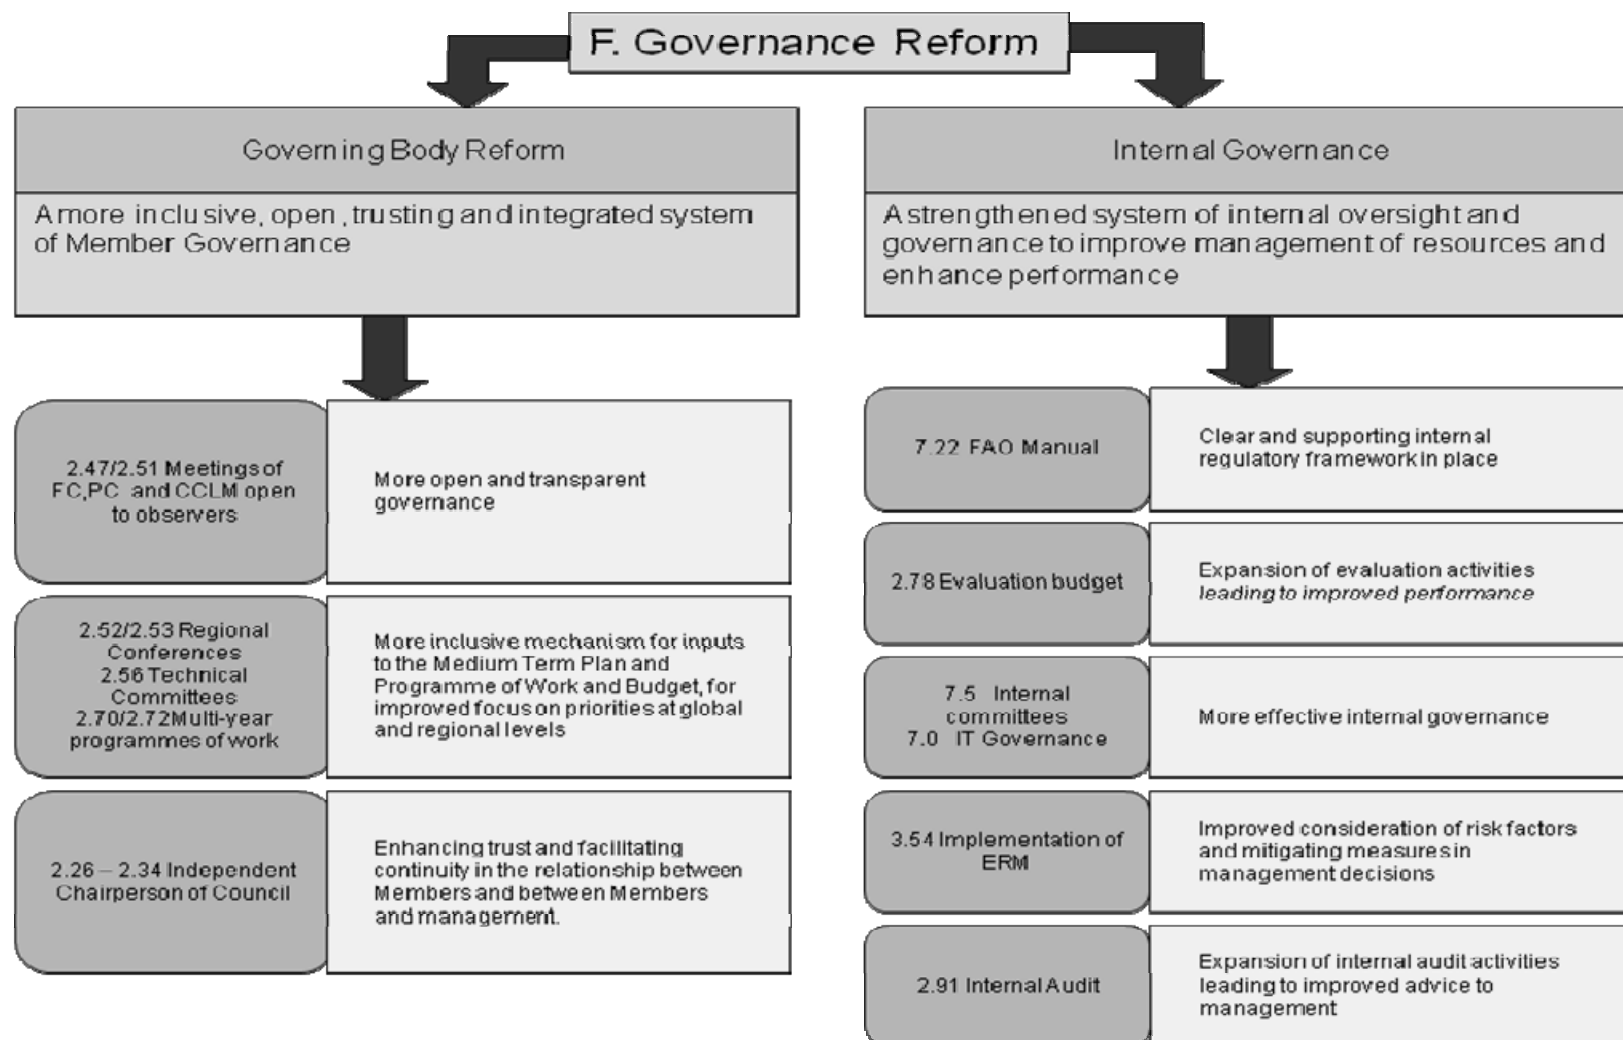 F. Governance Reform
Governing Body Reform
A more inclusive, open, trusting and integrated system
of Member Governance
2.47/2.51 Meetings of
FC,PC and CCLM open
to observers
More open and transparent
governance
2.52/2.53 Regional
Conferences
2.56 Technical
Committees
2.70/2.72 Multi-year
programmes of work
More inclusive mechanism for inputs
to the Medium Term Plan and
Programme of Work and Budget, for
improved focus on priorities at global
and regional levels
2.26 – 2.34 Independent
Chairperson of Council
Enhancing trust and facilitating
continuity in the relationship between
Members and between Members
and management.
Internal Governance
A strengthened system of internal oversight and
governance to improve management of resources and
enhance performance
7.22 FAO Manual
Clear and supporting internal
regulatory framework in place
2.78 Evaluation budget
Expansion of evaluation activities
leading to improved performance
7.5 Internal
committees
7.0 IT Governance
More effective internal governance
3.54 Implementation of
ERM
Improved consideration of risk factors
and mitigating measures in
management decisions
2.91 Internal Audit
Expansion of internal audit activities
leading to improved advice to
management